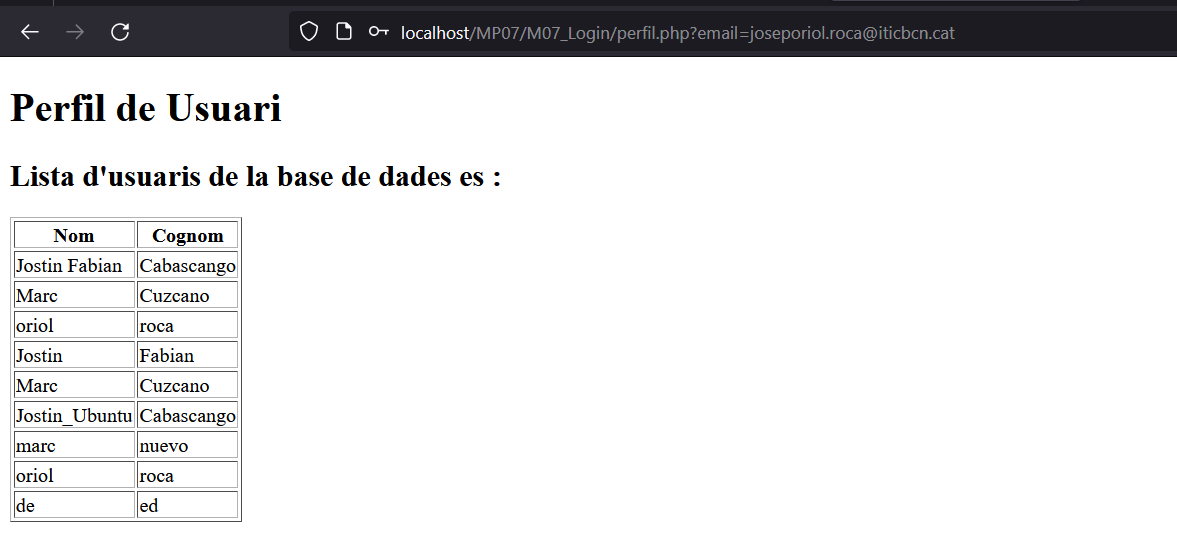 localhost/MP07/M07_Login/perfil.php?email=joseporiol.roca@iticbcn.cat
Perfil de Usuari
Lista d'usuaris de la base de dades es :
Nom Cognom
Jostin Fabian Cabascango
Marc Cuzcano
oriol roca
Jostin Fabian
Marc Cuzcano
Jostin_Ubuntu Cabascango
marc nuevo
oriol roca
de ed